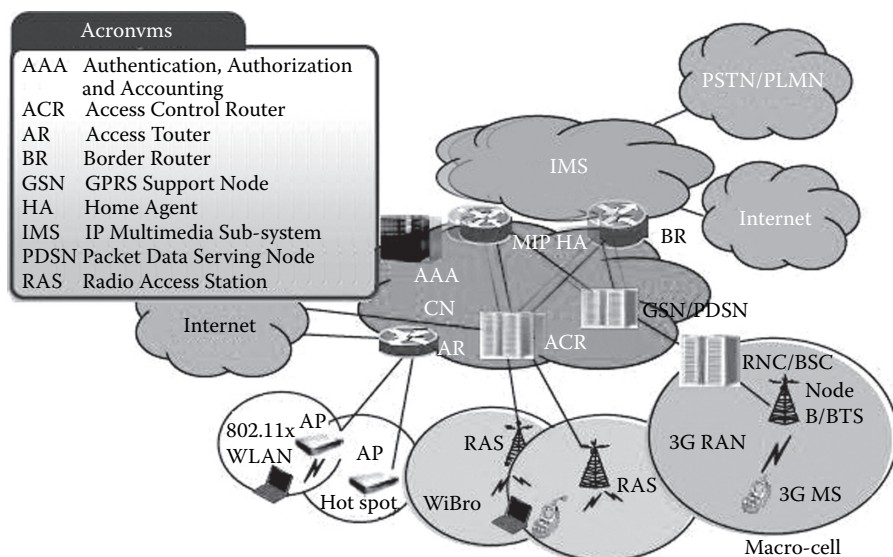 Acronyms
AAA Authentication, Authorization
and Accounting
ACR Access Control Router
AR Access Touter
BR Border Router
GSN GPRS Support Node
HA Home Agent
IMS IP Multimedia Sub-system
PDSN Packet Data Serving Node
RAS Radio Access Station
PSTN/PLMN
IMS
Internet
MIP HA
BR
AAA
CN
GSN/PDSN
Internet
AR
ACR
RNC/BSC
Node
B/BTS
802.11x
WLAN
AP
AP
Hot spot
RAS
WiBro
RAS
3G RAN
3G MS
Macro-cell